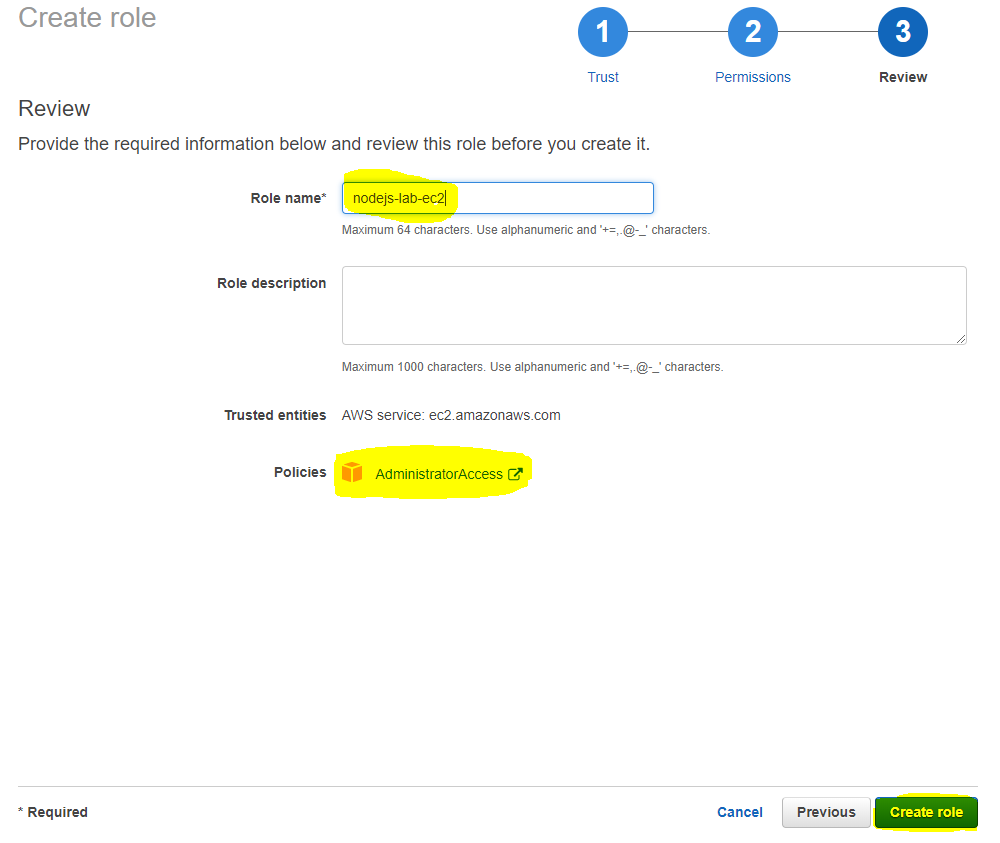 Create role
1
2
3
Trust
Permissions
Review
Review
Provide the required information below and review this role before you create it.
Role name*
nodejs-lab-ec2
Maximum 64 characters. Use alphanumeric and '+=,.@-_' characters.
Role description
Maximum 1000 characters. Use alphanumeric and '+=,.@-_' characters.
Trusted entities
AWS service: ec2.amazonaws.com
Policies
AdministratorAccess
* Required
Cancel
Previous
Create role